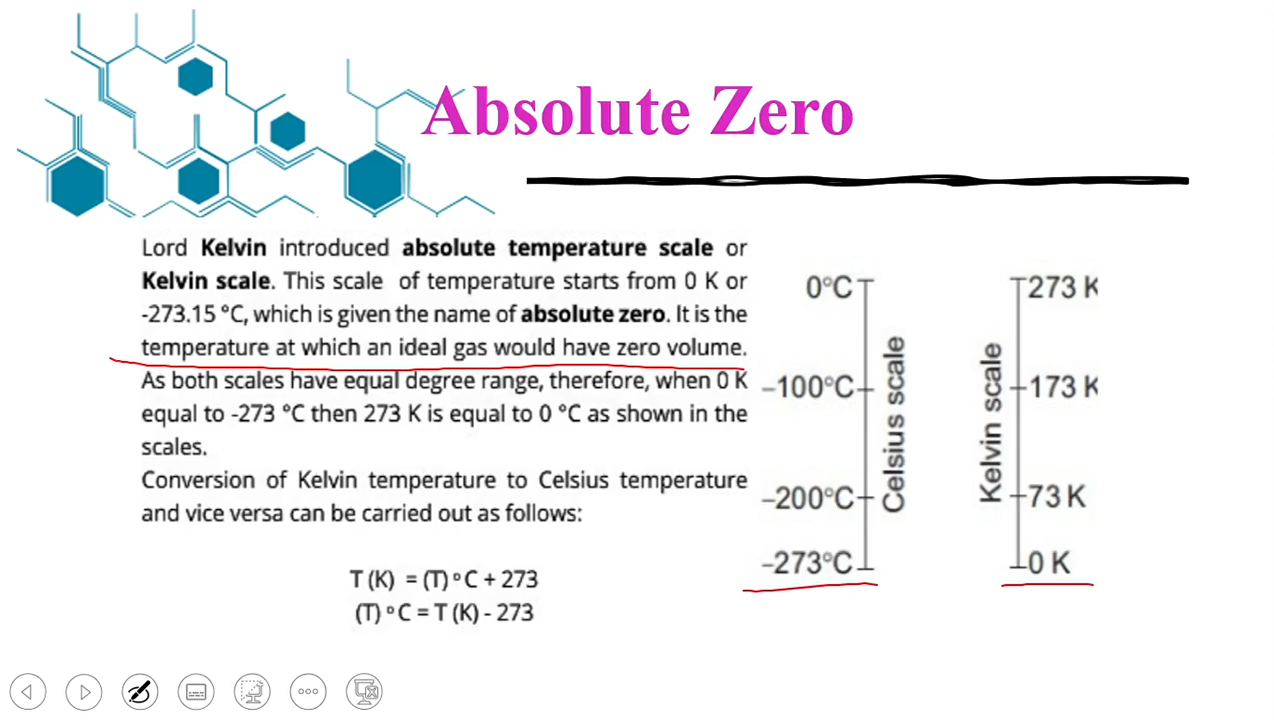 Absolute Zero
Lord Kelvin introduced absolute temperature scale or
Kelvin scale. This scale of temperature starts from 0 K or
-273.15 °C, which is given the name of absolute zero. It is the
temperature at which an ideal gas would have zero volume.
As both scales have equal degree range, therefore, when 0 K
equal to -273 °C then 273 K is equal to 0 °C as shown in the
scales.
Conversion of Kelvin temperature to Celsius temperature
and vice versa can be carried out as follows:
T (K) = (T) °C + 273
(T) °C = T (K) - 273
0°C
–100°C
–200°C
–273°C
Celsius scale
Kelvin scale
273 K
173 K
73 K
0 K